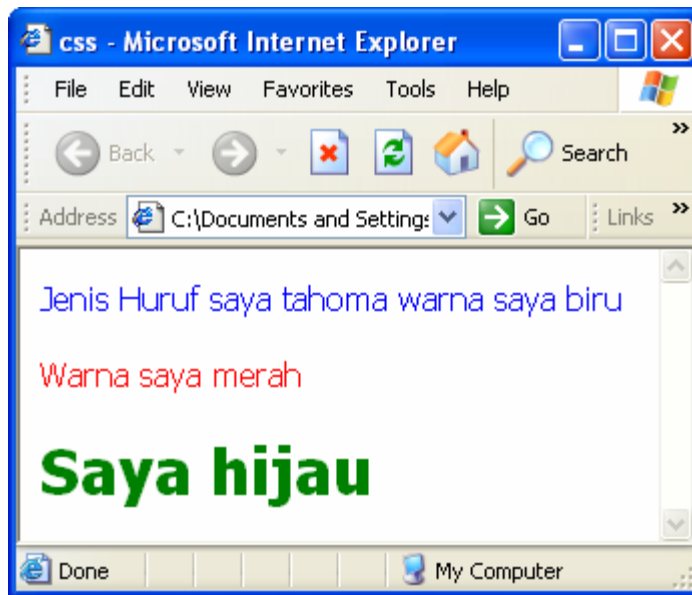 css - Microsoft Internet Explorer
File Edit View Favorites Tools Help
Back Search »
Address C:\Documents and Settings Go Links »
Jenis Huruf saya tahoma warna saya biru
Warna saya merah
Saya hijau
Done My Computer